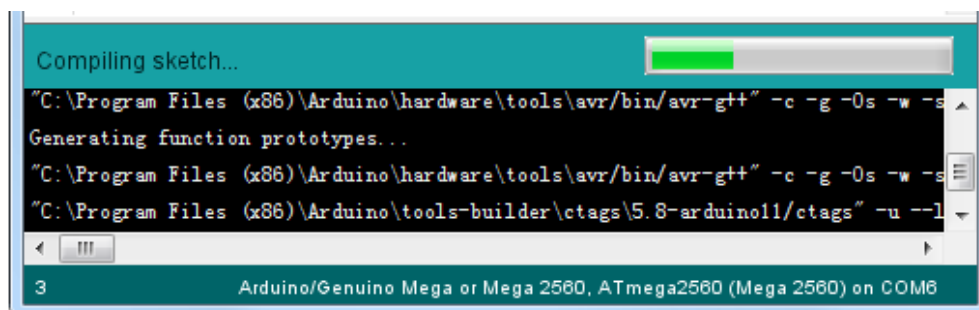 Compiling sketch...
"C:\Program Files (x86)\Arduino\hardware\tools\avr/bin/avr-g++" -c -g -Os -w -s
Generating function prototypes...
"C:\Program Files (x86)\Arduino\hardware\tools\avr/bin/avr-g++" -c -g -Os -w -s
"C:\Program Files (x86)\Arduino\tools-builder\ctags\5.8-arduino11/ctags" -u --l
3 Arduino/Genuino Mega or Mega 2560, ATmega2560 (Mega 2560) on COM6